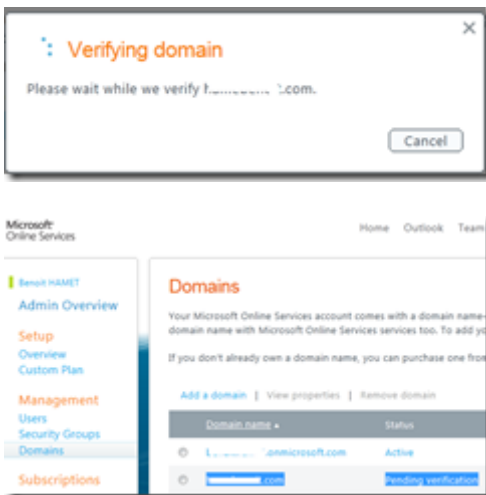 Verifying domain
Please wait while we verify .com.
Cancel
Microsoft
Online Services
Home Outlook Team
Benoit HAMET
Admin Overview
Setup
Overview
Custom Plan
Management
Users
Security Groups
Domains
Subscriptions
Domains
Your Microsoft Online Services account comes with a domain name-
domain name with Microsoft Online Services services too. To add yo
If you don't already own a domain name, you can purchase one from
Add a domain | View properties | Remove domain
Domain name Status
.onmicrosoft.com Active
.com Pending verification